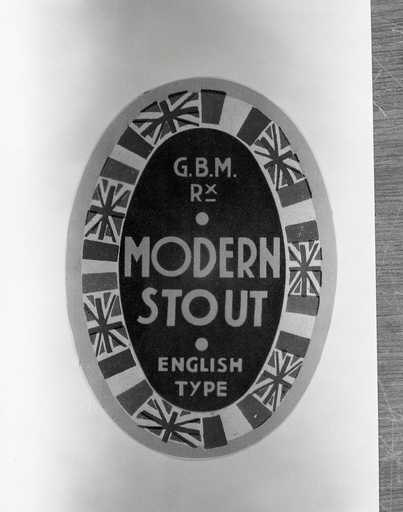 G.B.M.
Rx
MODERN
STOUT
ENGLISH
TYPE